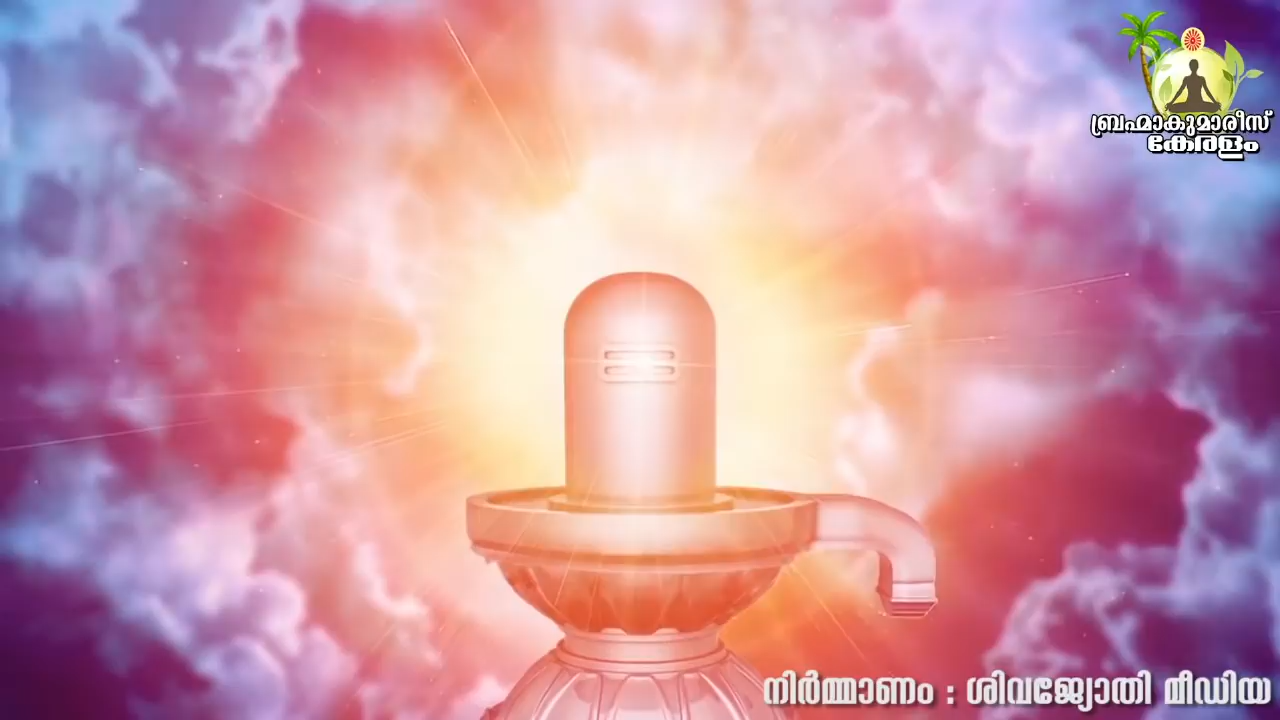 ബ്രഹ്മാകുമാരീസ്
കേരളം
നിർമ്മാണം : ശിവജ്യോതി മീഡിയ